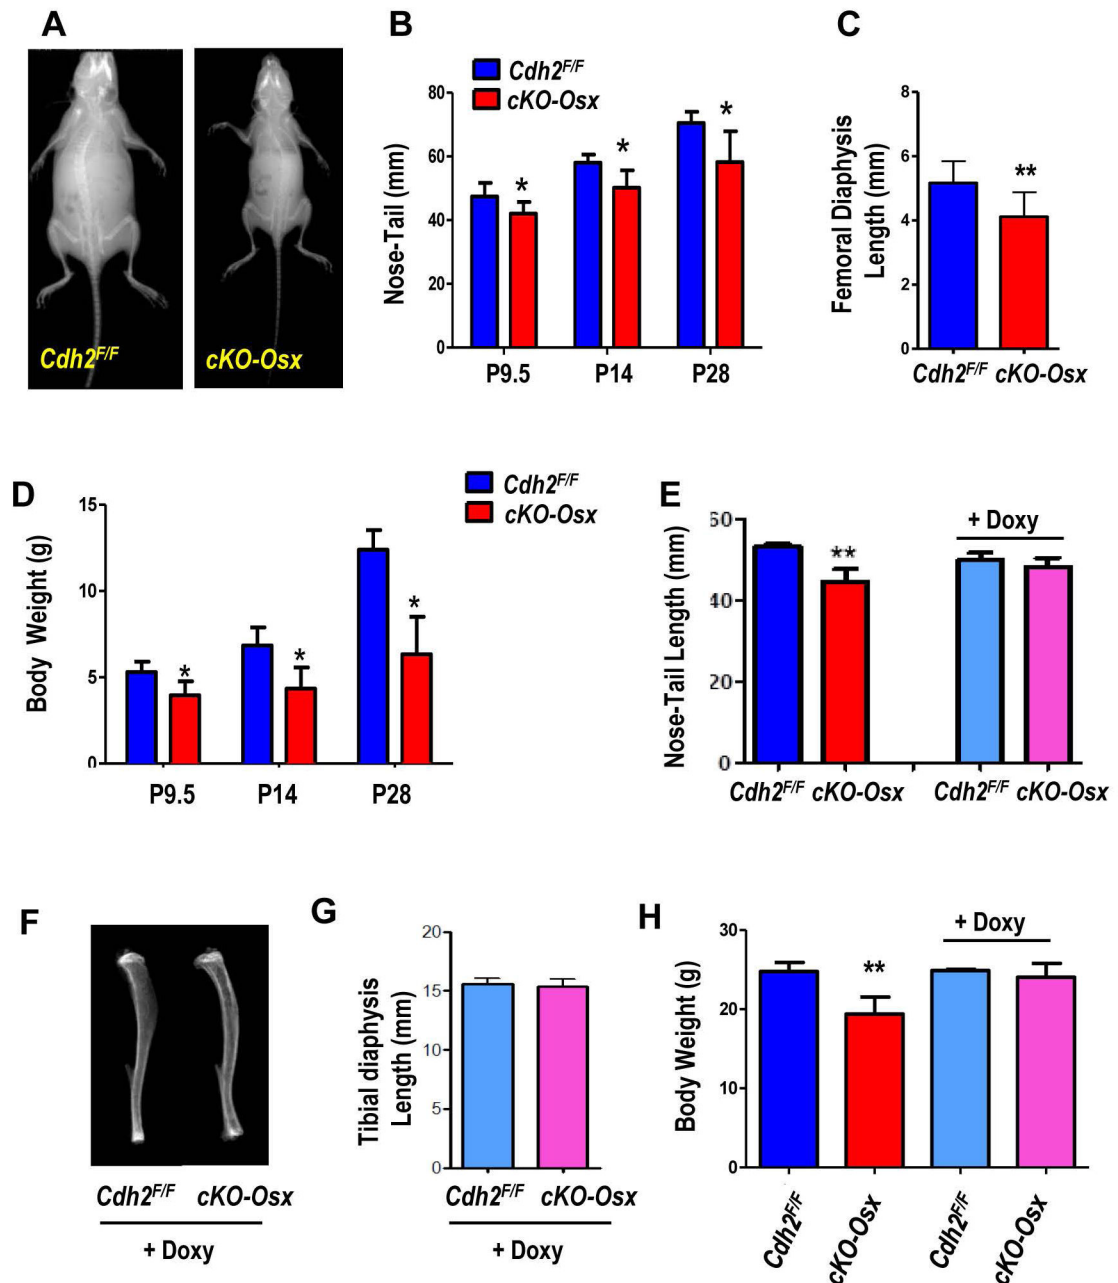 A
Cdh2F/F
cKO-Osx
B
Cdh2F/F
cKO-Osx
Nose-Tail (mm)
80
60
40
20
0
*
*
*
P9.5 P14 P28
C
Femoral Diaphysis
Length (mm)
8
6
4
2
0
**
Cdh2F/F cKO-Osx
D
Cdh2F/F
cKO-Osx
Body Weight (g)
15
10
5
0
*
*
*
P9.5 P14 P28
E
+ Doxy
Nose-Tail Length (mm)
60
40
20
0
**
Cdh2F/F cKO-Osx Cdh2F/F cKO-Osx
F
Cdh2F/F cKO-Osx
+ Doxy
G
Tibial diaphysis
Length (mm)
20
15
10
5
0
Cdh2F/F cKO-Osx
+ Doxy
H
+ Doxy
Body Weight (g)
30
20
10
0
**
Cdh2F/F
cKO-Osx
Cdh2F/F
cKO-Osx